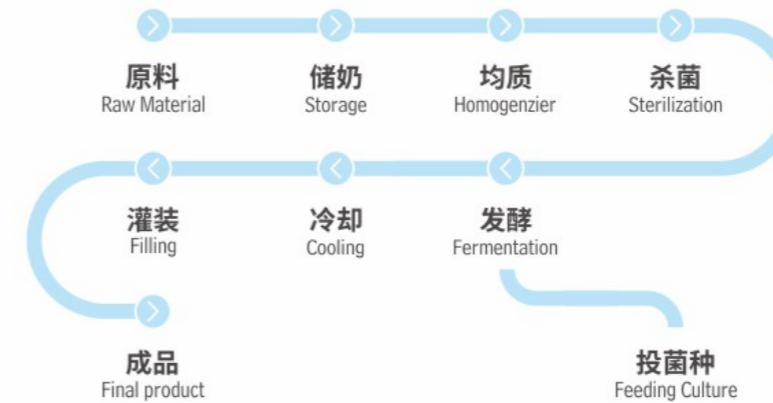 原料
Raw Material
储奶
Storage
均质
Homogenzier
杀菌
Sterilization
发酵
Fermentation
冷却
Cooling
灌装
Filling
投菌种
Feeding Culture
成品
Final product